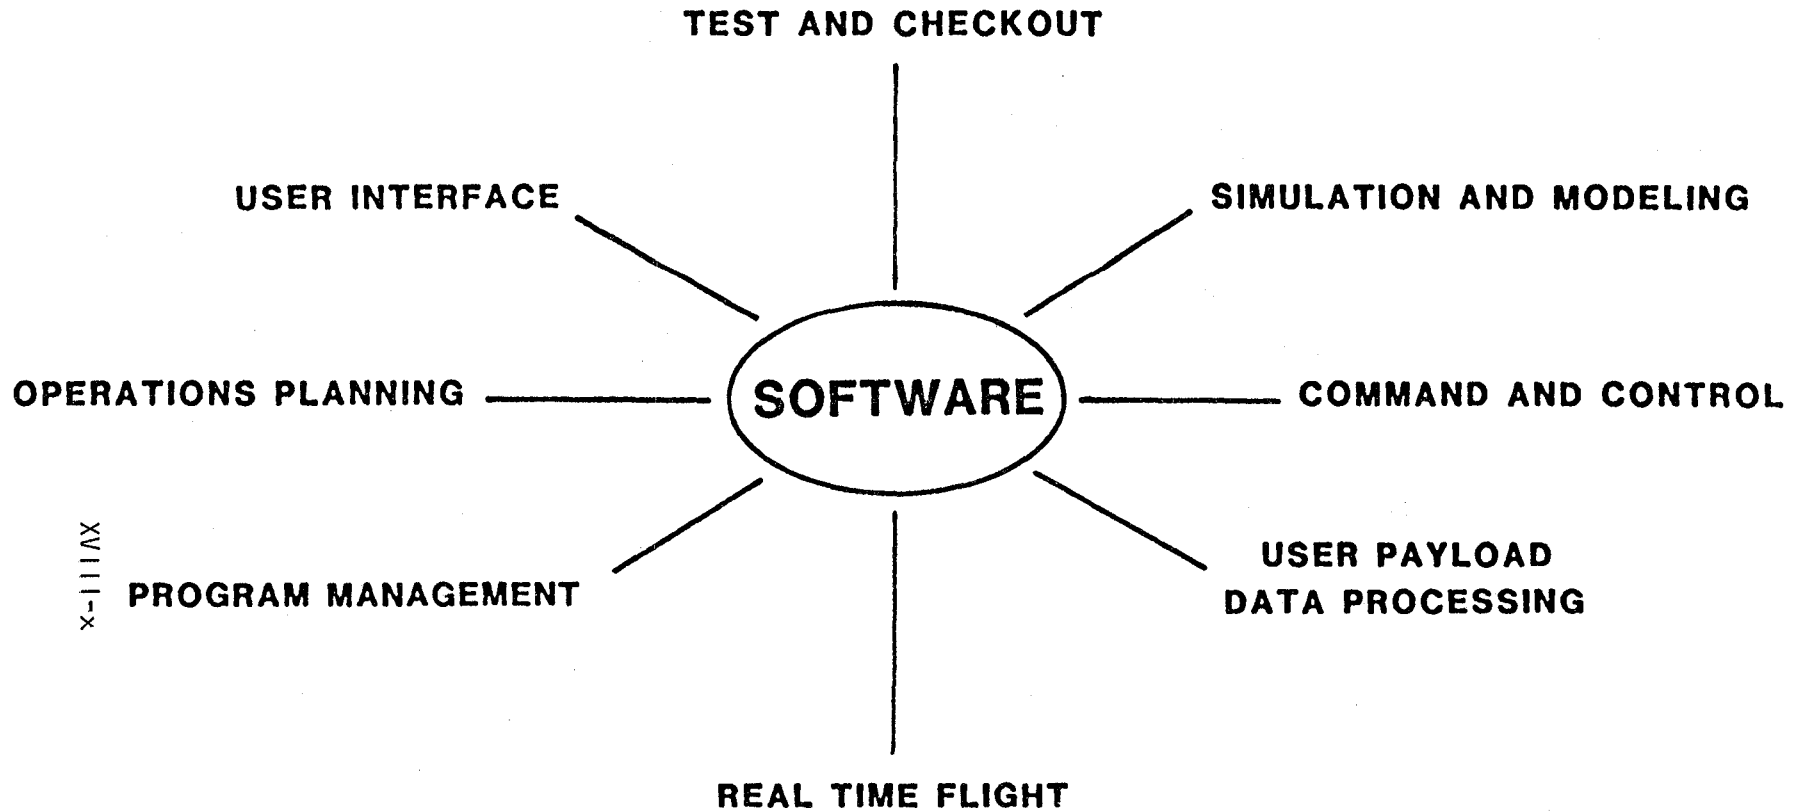 TEST AND CHECKOUT
USER INTERFACE
SIMULATION AND MODELING
OPERATIONS PLANNING
SOFTWARE
COMMAND AND CONTROL
USER PAYLOAD
DATA PROCESSING
PROGRAM MANAGEMENT
XVIII-x
REAL TIME FLIGHT